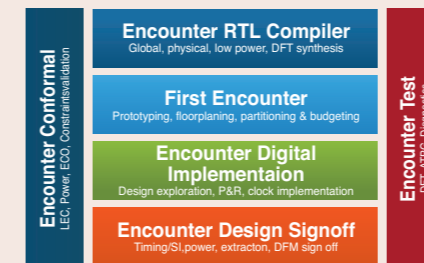 Encounter Conformal
LEC, Power, ECO, Constraintsvalidation
Encounter RTL Compiler
Global, physical, low power, DFT synthesis
First Encounter
Prototyping, floorplaning, partitioning & budgeting
Encounter Digital
Implementaion
Design exploration, P&R, clock implementation
Encounter Design Signoff
Timing/SI,power, extracton, DFM sign off
Encounter Test